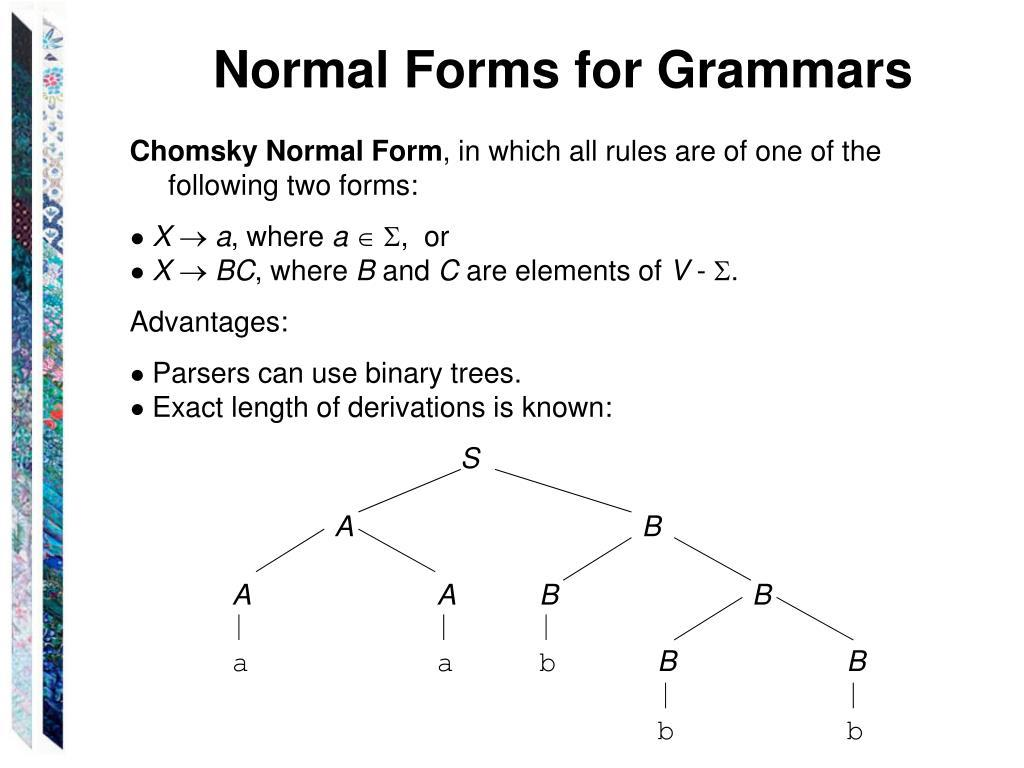 Normal Forms for Grammars
Chomsky Normal Form, in which all rules are of one of the
following two forms:
● X → a, where a ∈ Σ, or
● X → BC, where B and C are elements of V - Σ.
Advantages:
● Parsers can use binary trees.
● Exact length of derivations is known:
S
A B
A A B B
a a b B B
b b